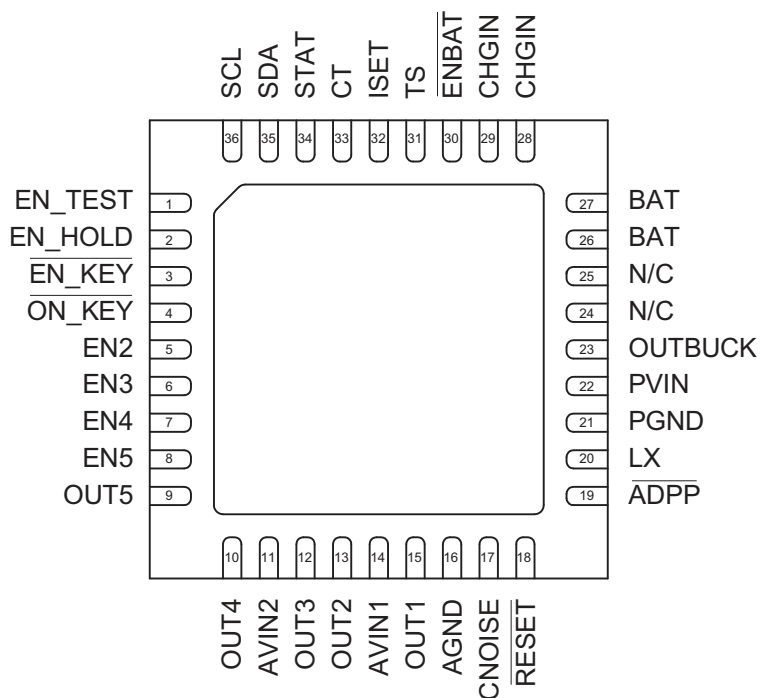 SCL
SDA
STAT
CT
ISET
TS
ENBAT
CHGIN
CHGIN
36
35
34
33
32
31
30
29
28
EN_TEST
1
EN_HOLD
2
EN_KEY
3
ON_KEY
4
EN2
5
EN3
6
EN4
7
EN5
8
OUT5
9
27
BAT
26
BAT
25
N/C
24
N/C
23
OUTBUCK
22
PVIN
21
PGND
20
LX
19
ADPP
10
11
12
13
14
15
16
17
18
OUT4
AVIN2
OUT3
OUT2
AVIN1
OUT1
AGND
CNOISE
RESET